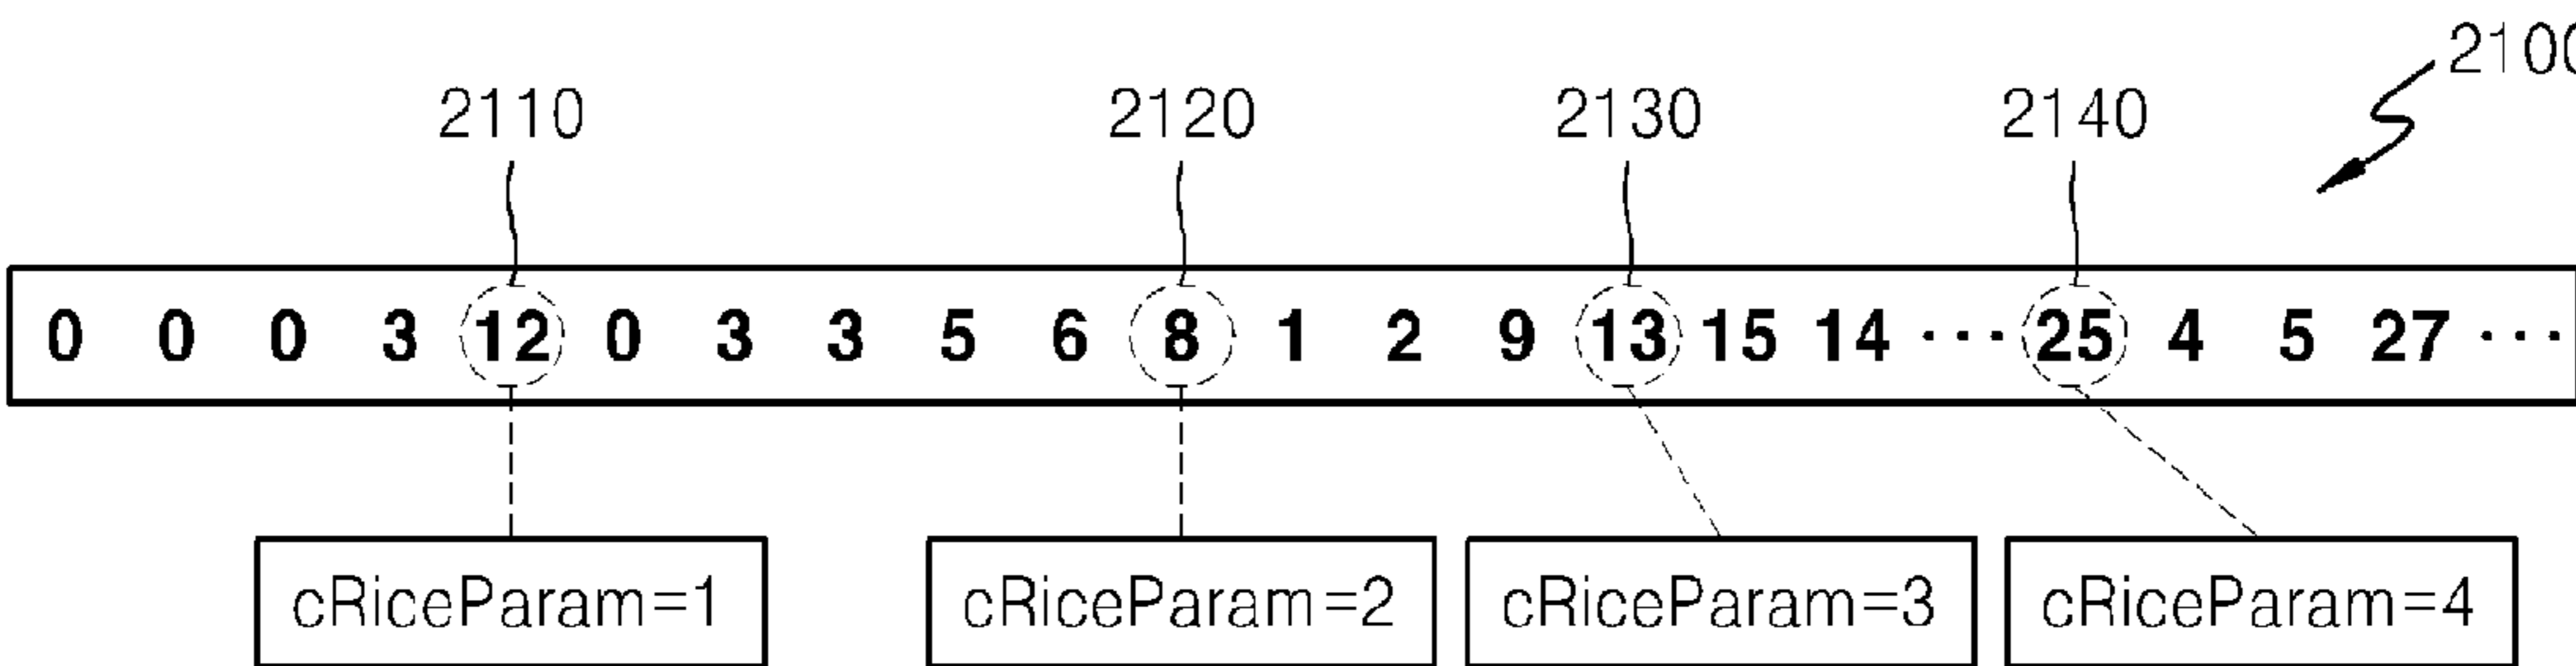 2100
2110 2120 2130 2140
0 0 0 3 12 0 3 3 5 6 8 1 2 9 13 15 14 ··· 25 4 5 27 ···
cRiceParam=1 cRiceParam=2 cRiceParam=3 cRiceParam=4